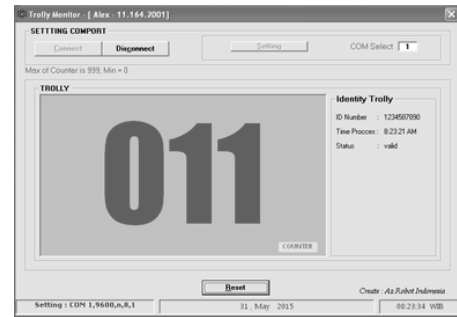 Trolly Monitor - [ Alex - 11.164.2001]
SETTTING COMPORT
Connect
Disconnect
Setting
COM Select
1
Max of Counter is 999, Min = 0
TROLLY
011
COUNTER
Identity Trolly
ID Number : 1234567890
Time Procces : 8:23:21 AM
Status : valid
Reset
Create : Az Robot Indonesia
Setting : COM 1,9600,n,8,1
31 , May 2015
08:23:34 WIB